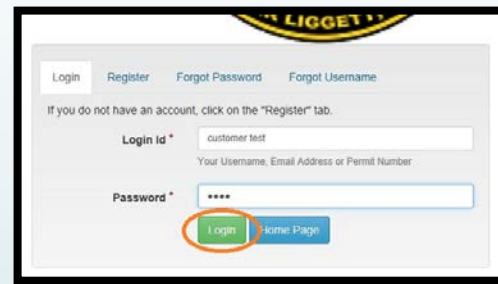 LIGGETT
Login Register Forgot Password Forgot Username
If you do not have an account, click on the "Register" tab.
Login Id * customer test
Your Username, Email Address or Permit Number
Password * ••••
Login Home Page